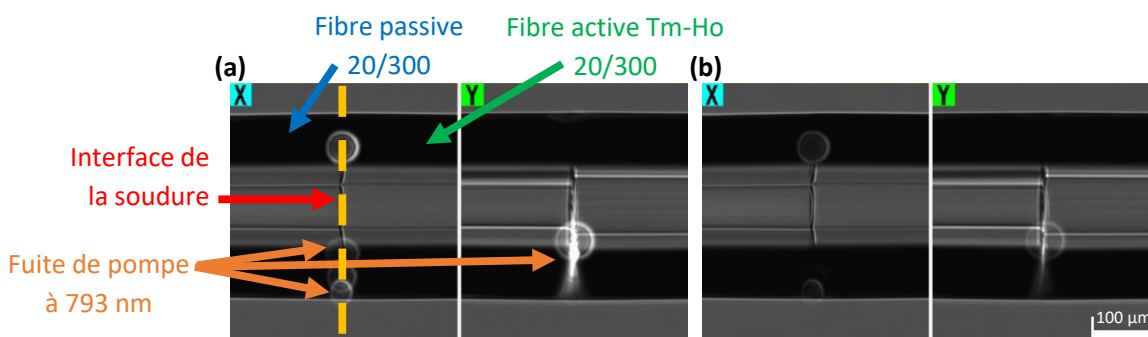 Fibre passive
20/300
Fibre active Tm-Ho
20/300
(a)
(b)
X
Y
X
Y
Interface de
la soudure
Fuite de pompe
à 793 nm
100 µm